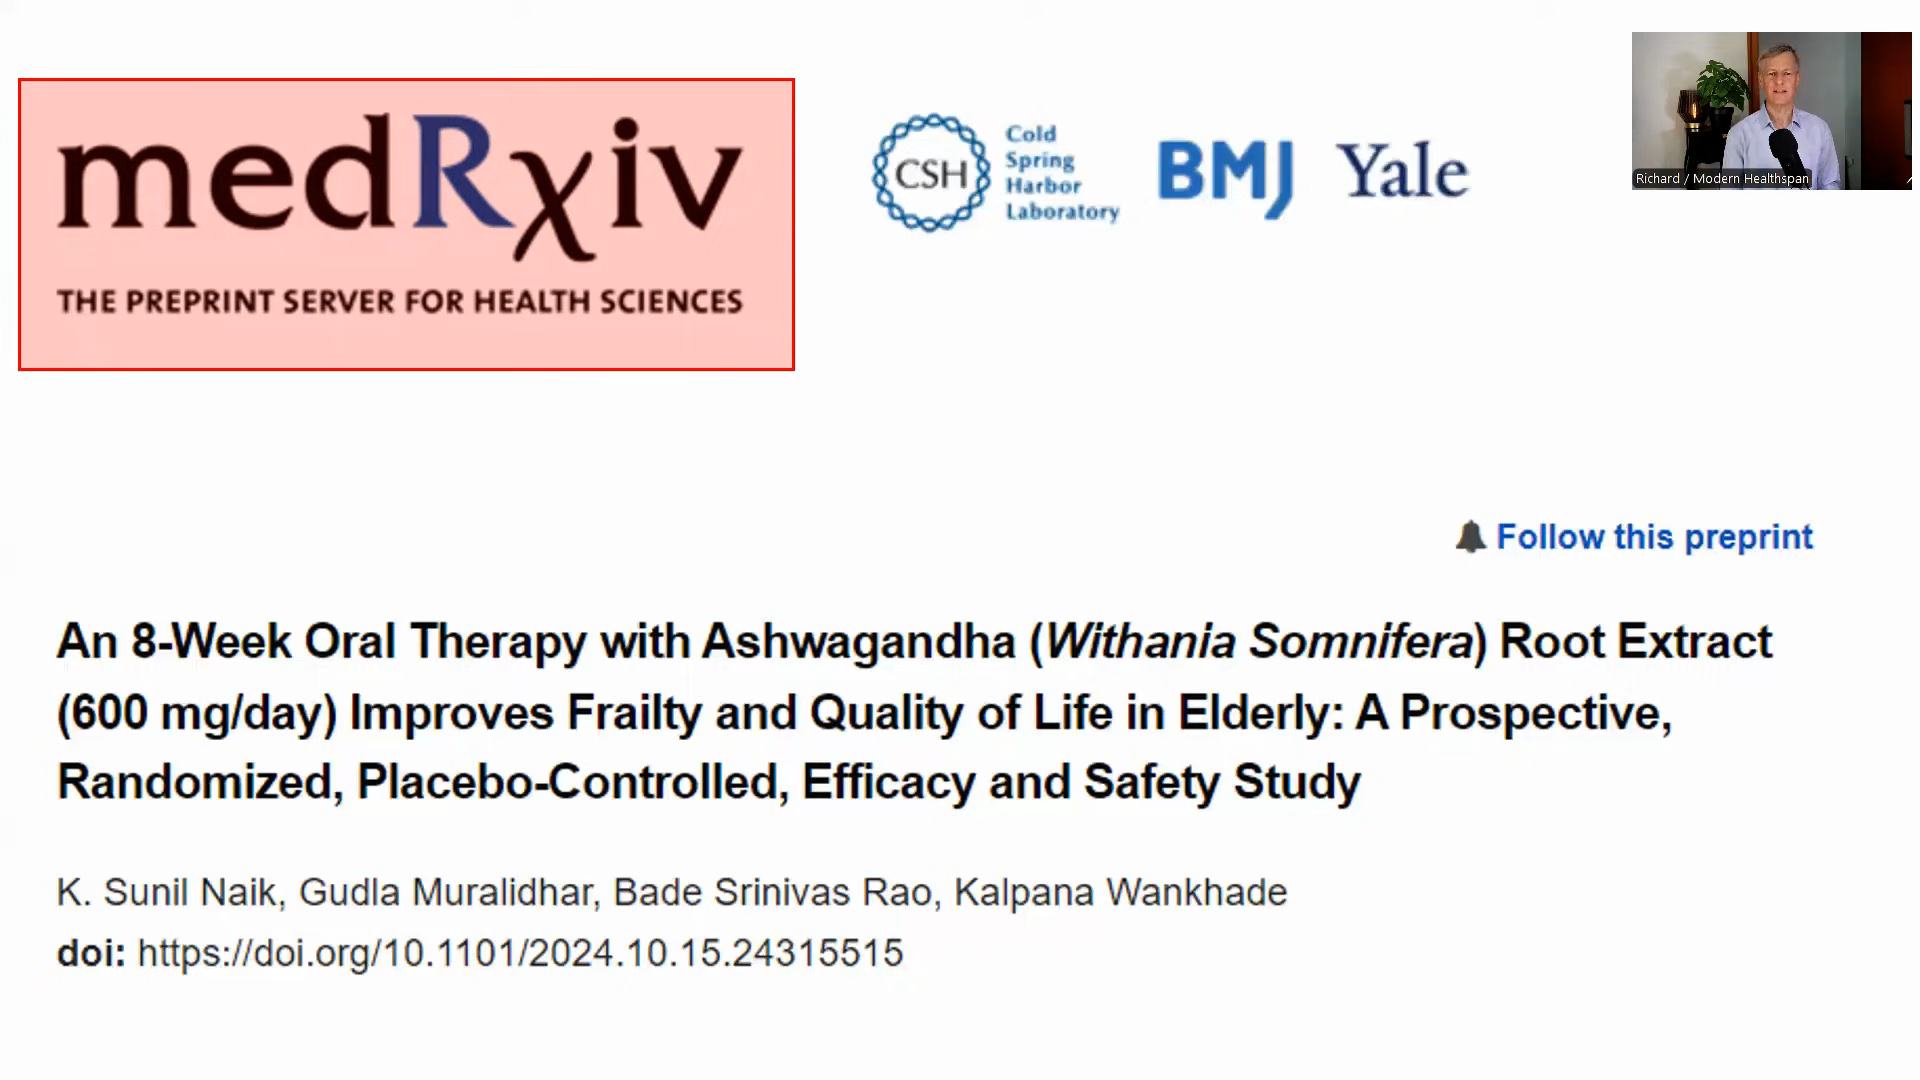 medRxiv
THE PREPRINT SERVER FOR HEALTH SCIENCES
CSH
Cold
Spring
Harbor
Laboratory
BMJ
Yale
Richard / Modern Healthspan
Follow this preprint
An 8-Week Oral Therapy with Ashwagandha (Withania Somnifera) Root Extract
(600 mg/day) Improves Frailty and Quality of Life in Elderly: A Prospective,
Randomized, Placebo-Controlled, Efficacy and Safety Study
K. Sunil Naik, Gudla Muralidhar, Bade Srinivas Rao, Kalpana Wankhade
doi: https://doi.org/10.1101/2024.10.15.24315515